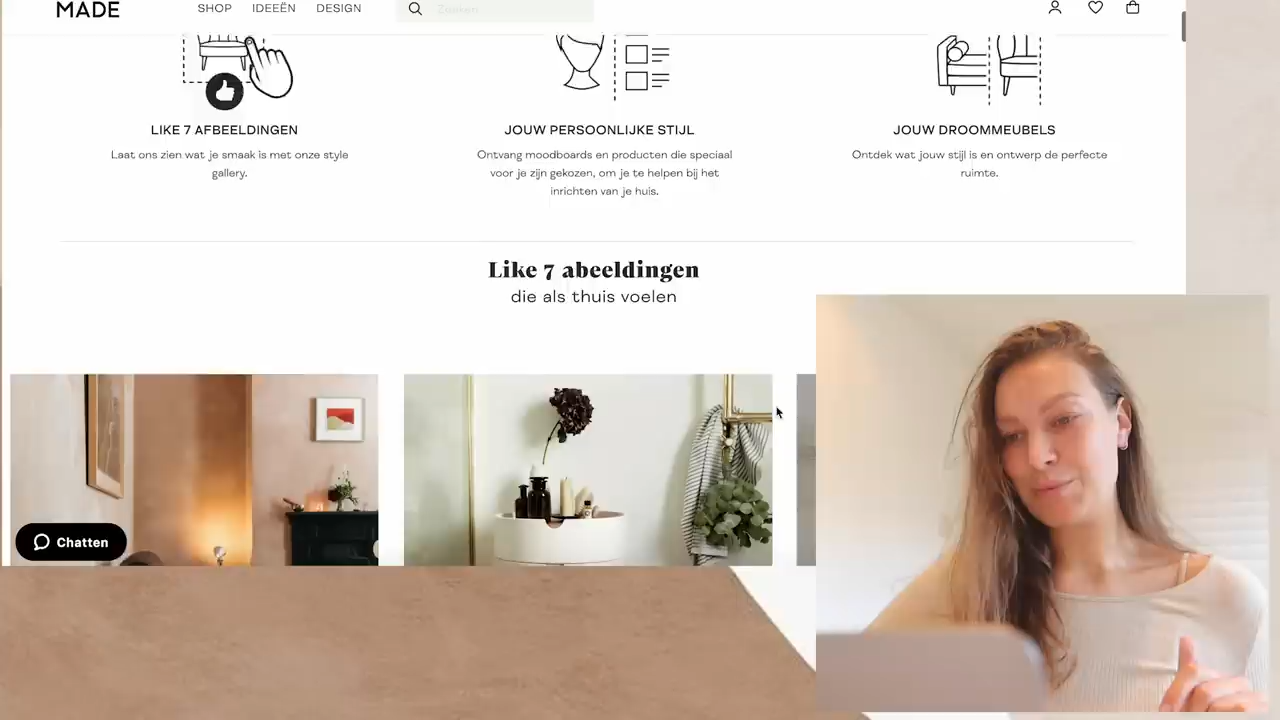 MADE
SHOP IDEEËN DESIGN
Zoeken
LIKE 7 AFBEELDINGEN
Laat ons zien wat je smaak is met onze style
gallery.
JOUW PERSOONLIJKE STIJL
Ontvang moodboards en producten die speciaal
voor je zijn gekozen, om je te helpen bij het
inrichten van je huis.
JOUW DROOMMEUBELS
Ontdek wat jouw stijl is en ontwerp de perfecte
ruimte.
Like 7 abeeldingen
die als thuis voelen
Chatten